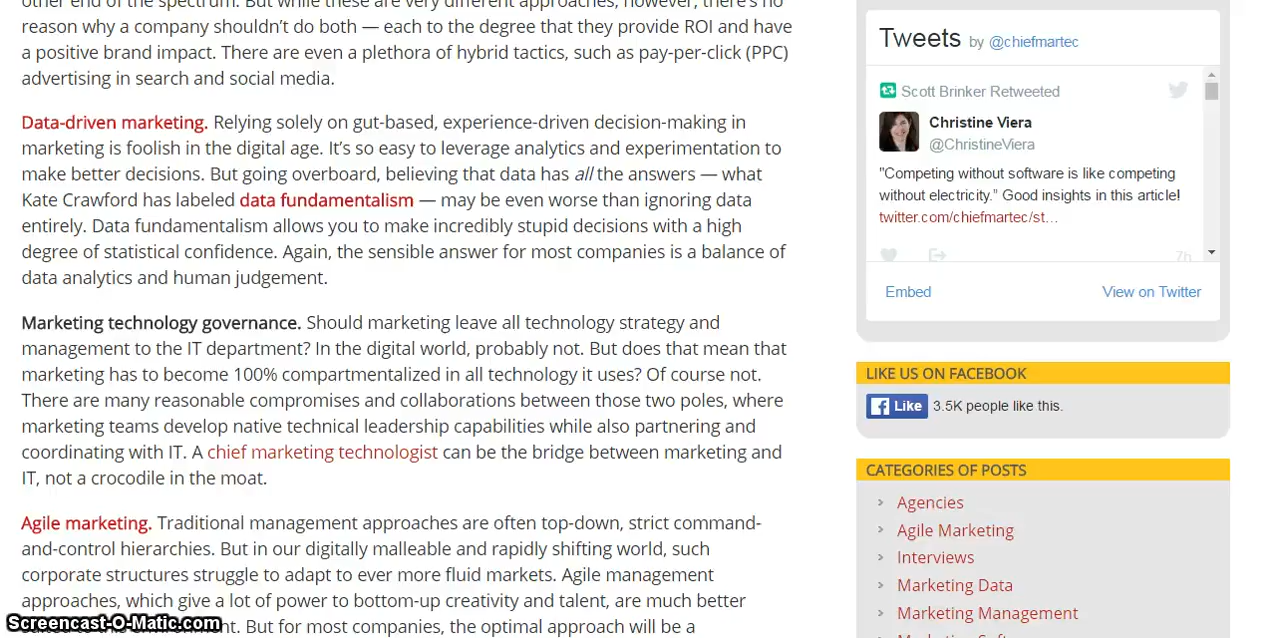 other end of the spectrum. But while these are very different approaches, however, there's no
reason why a company shouldn't do both — each to the degree that they provide ROI and have
a positive brand impact. There are even a plethora of hybrid tactics, such as pay-per-click (PPC)
advertising in search and social media.
Data-driven marketing. Relying solely on gut-based, experience-driven decision-making in
marketing is foolish in the digital age. It's so easy to leverage analytics and experimentation to
make better decisions. But going overboard, believing that data has all the answers — what
Kate Crawford has labeled data fundamentalism — may be even worse than ignoring data
entirely. Data fundamentalism allows you to make incredibly stupid decisions with a high
degree of statistical confidence. Again, the sensible answer for most companies is a balance of
data analytics and human judgement.
Marketing technology governance. Should marketing leave all technology strategy and
management to the IT department? In the digital world, probably not. But does that mean that
marketing has to become 100% compartmentalized in all technology it uses? Of course not.
There are many reasonable compromises and collaborations between those two poles, where
marketing teams develop native technical leadership capabilities while also partnering and
coordinating with IT. A chief marketing technologist can be the bridge between marketing and
IT, not a crocodile in the moat.
Agile marketing. Traditional management approaches are often top-down, strict command-
and-control hierarchies. But in our digitally malleable and rapidly shifting world, such
corporate structures struggle to adapt to ever more fluid markets. Agile management
approaches, which give a lot of power to bottom-up creativity and talent, are much better
suited to this environment. But for most companies, the optimal approach will be a
Screencast-O-Matic.com
Tweets by @chiefmartec
Scott Brinker Retweeted
Christine Viera
@ChristineViera
"Competing without software is like competing
without electricity." Good insights in this article!
twitter.com/chiefmartec/st…
7h
Embed
View on Twitter
LIKE US ON FACEBOOK
Like 3.5K people like this.
CATEGORIES OF POSTS
Agencies
Agile Marketing
Interviews
Marketing Data
Marketing Management